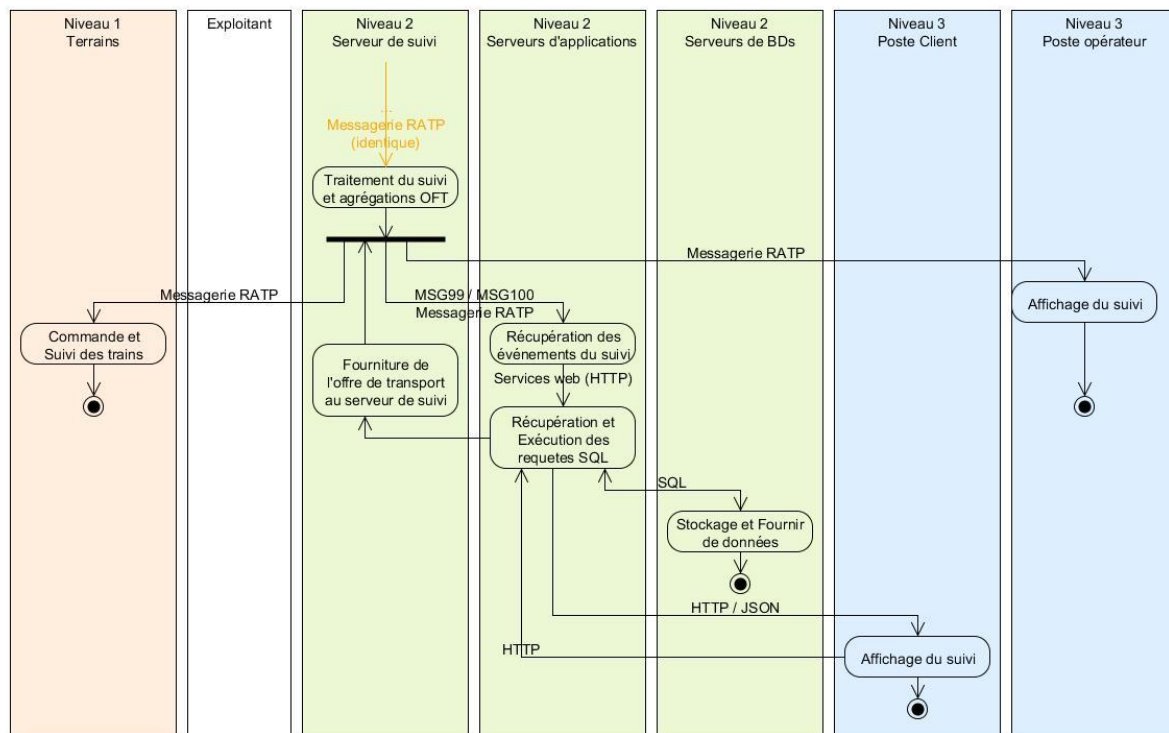 Niveau 1
Terrains
Exploitant
Niveau 2
Serveur de suivi
Niveau 2
Serveurs d'applications
Niveau 2
Serveurs de BDs
Niveau 3
Poste Client
Niveau 3
Poste opérateur
...
Messagerie RATP
(identique)
Traitement du suivi
et agrégations OFT
Messagerie RATP
Messagerie RATP
MSG99 / MSG100
Messagerie RATP
Affichage du suivi
Commande et
Suivi des trains
Fourniture de
l'offre de transport
au serveur de suivi
Récupération des
événements du suivi
Services web (HTTP)
Récupération et
Exécution des
requetes SQL
SQL
Stockage et Fournir
de données
HTTP / JSON
HTTP
Affichage du suivi